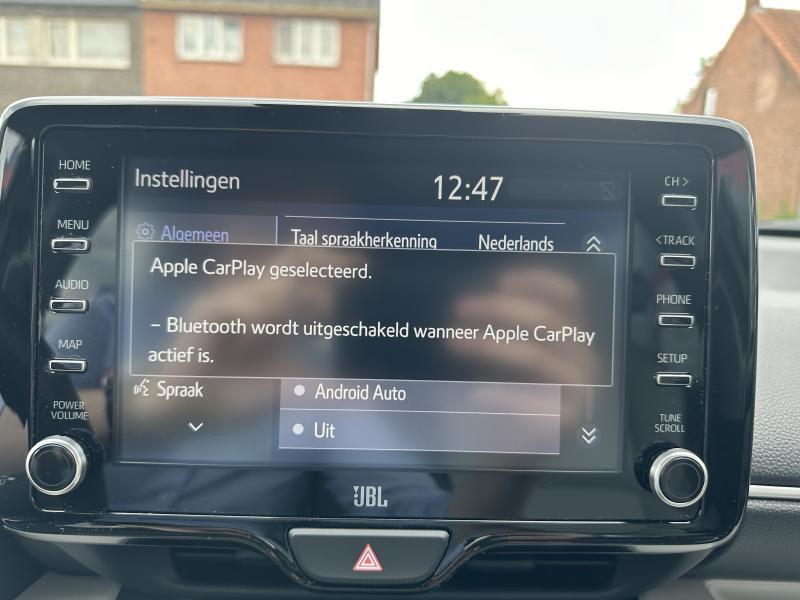 HOME
MENU
AUDIO
MAP
POWER
VOLUME
Instellingen
12:47
Algemeen
Taal spraakherkenning Nederlands
Apple CarPlay geselecteerd.
– Bluetooth wordt uitgeschakeld wanneer Apple CarPlay
actief is.
Spraak
Android Auto
Uit
CH >
< TRACK
PHONE
SETUP
TUNE
SCROLL
JBL